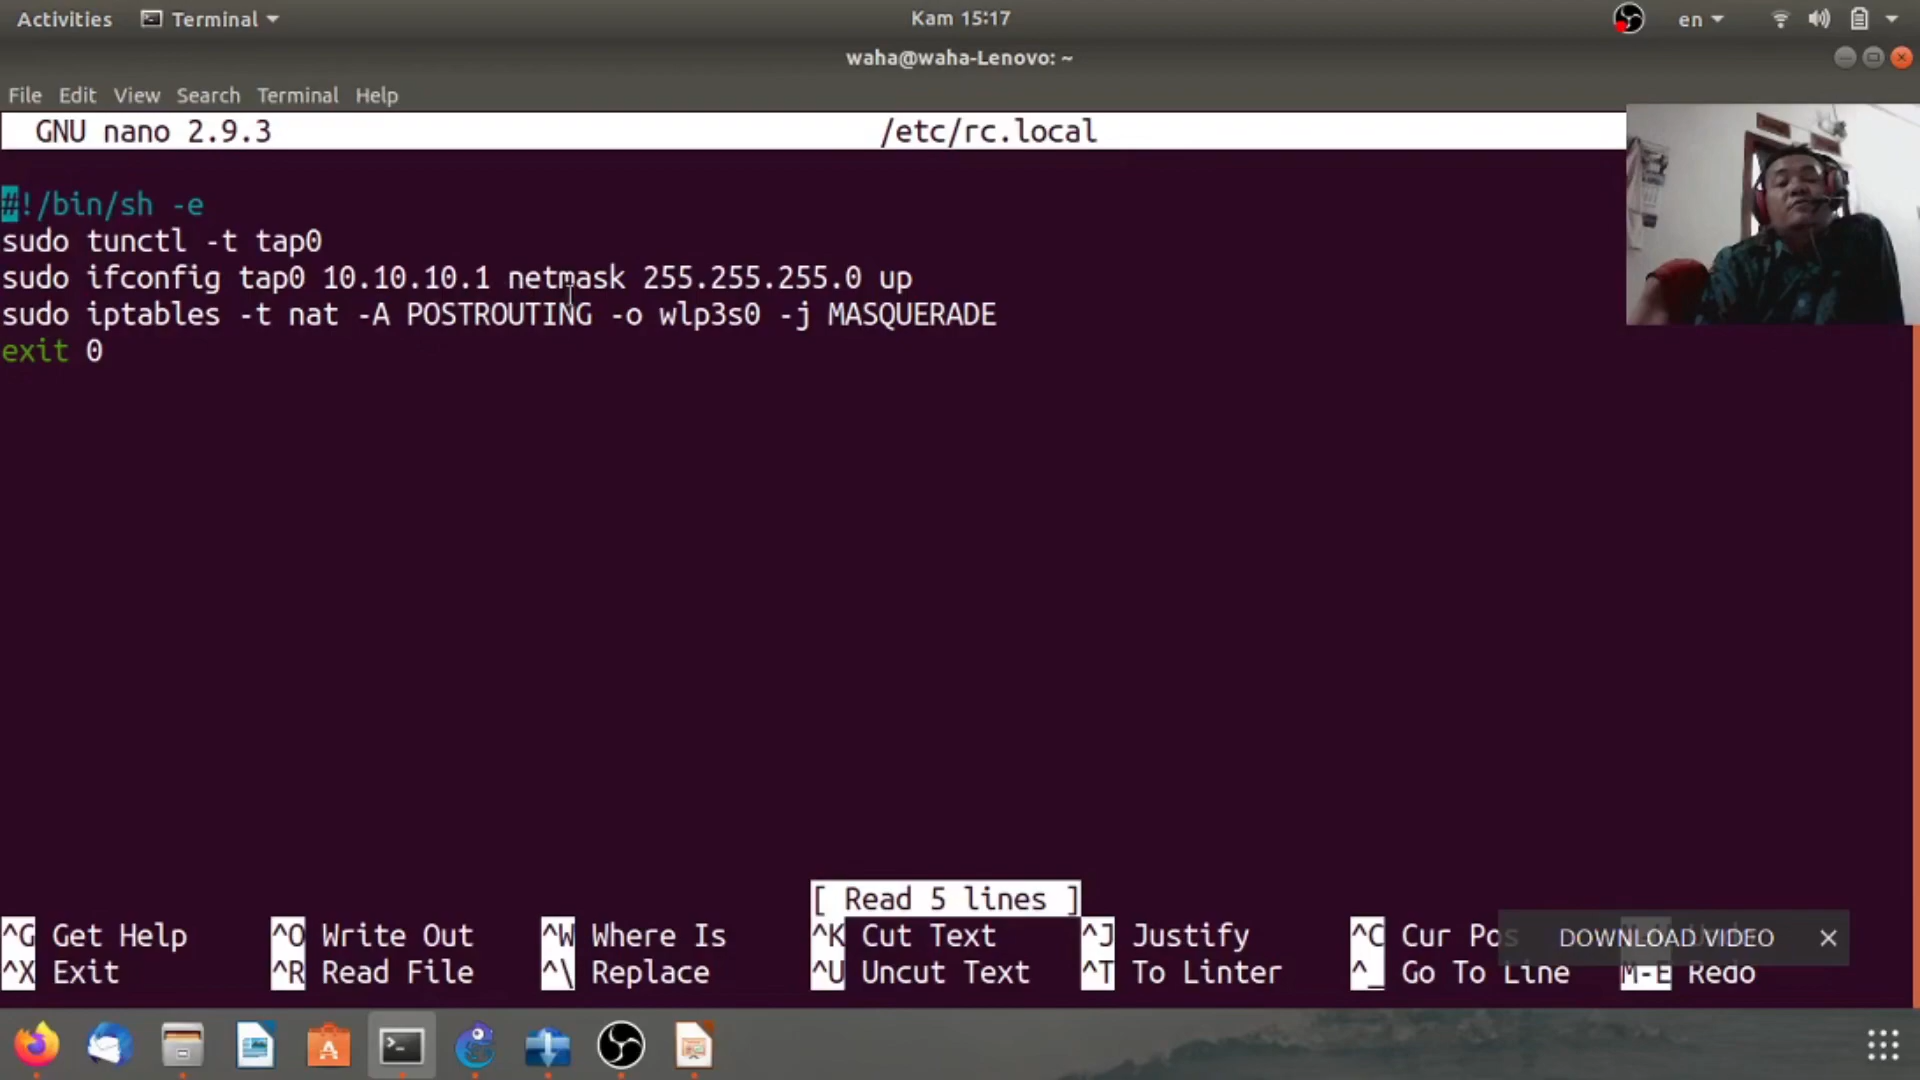 Activities Terminal Kam 15:17 en
waha@waha-Lenovo: ~
File Edit View Search Terminal Help
GNU nano 2.9.3 /etc/rc.local
#!/bin/sh -e
sudo tunctl -t tap0
sudo ifconfig tap0 10.10.10.1 netmask 255.255.255.0 up
sudo iptables -t nat -A POSTROUTING -o wlp3s0 -j MASQUERADE
exit 0
[ Read 5 lines ]
^G Get Help ^O Write Out ^W Where Is ^K Cut Text ^J Justify ^C Cur Pos
DOWNLOAD VIDEO
^X Exit ^R Read File ^\ Replace ^U Uncut Text ^T To Linter ^_ Go To Line M-E Redo